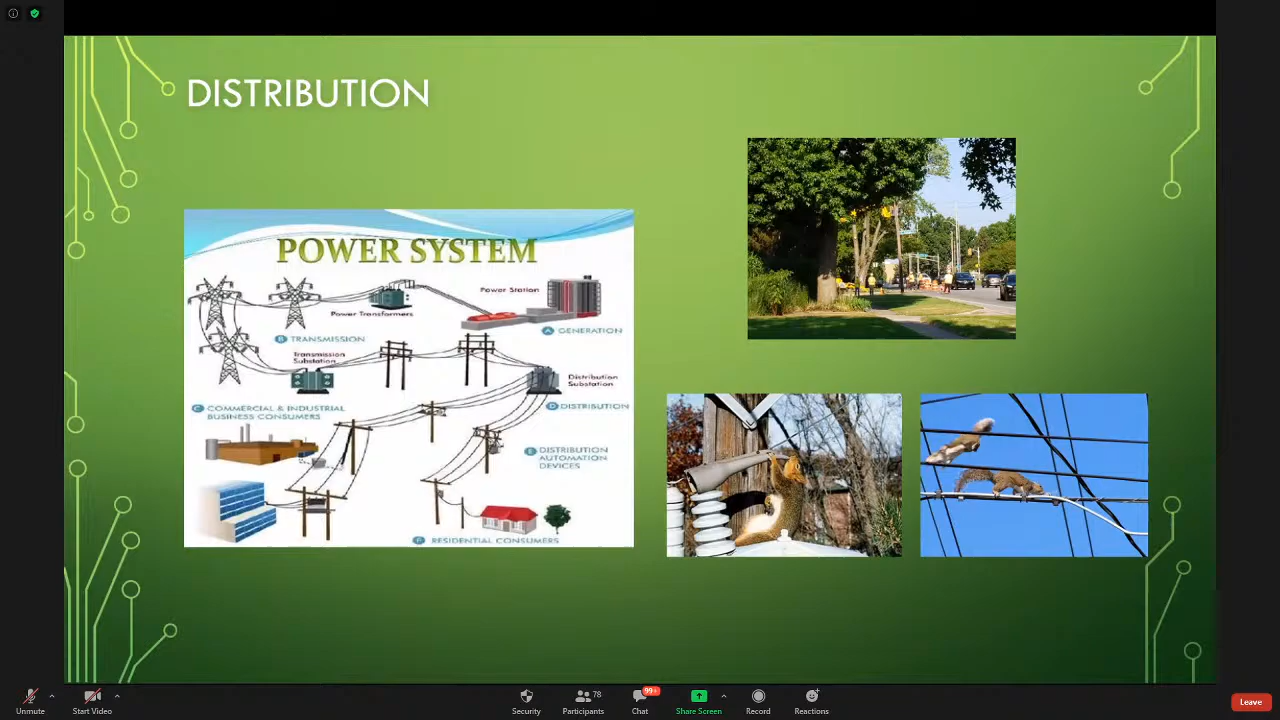 DISTRIBUTION
POWER SYSTEM
Power Station
Power Transformers
A GENERATION
B TRANSMISSION
Transmission
Substation
Distribution
Substation
C COMMERCIAL & INDUSTRIAL
BUSINESS CONSUMERS
D DISTRIBUTION
E DISTRIBUTION
AUTOMATION
DEVICES
F RESIDENTIAL CONSUMERS
Unmute
Start Video
Security
Participants
78
Chat
99+
Share Screen
Record
Reactions
Leave